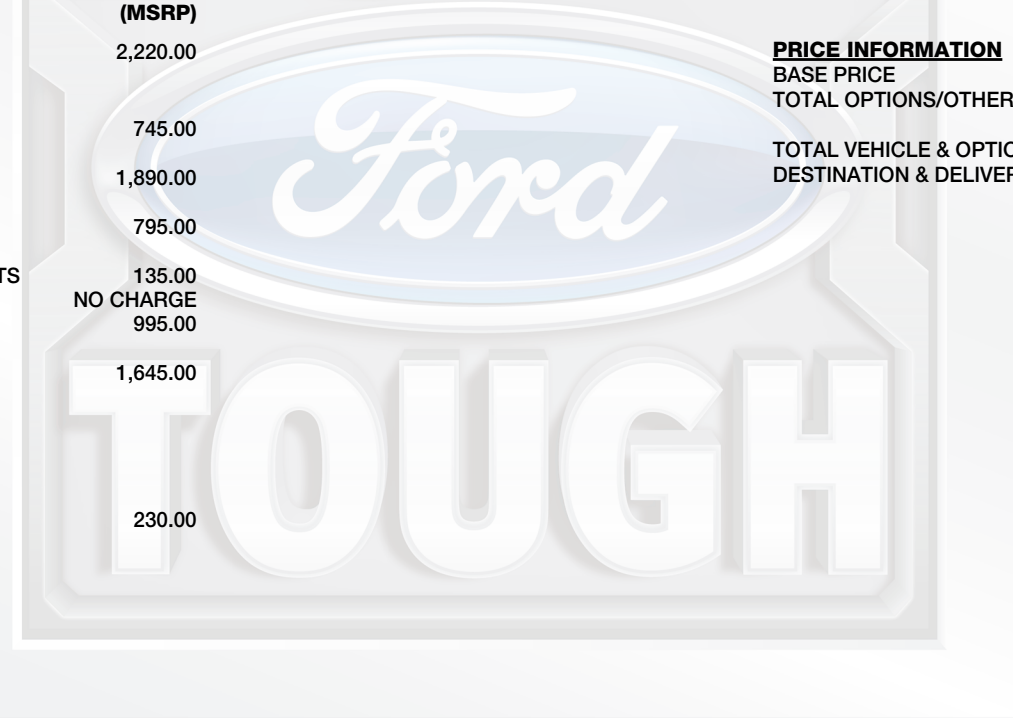 (MSRP)
2,220.00
745.00
1,890.00
795.00
TS 135.00
NO CHARGE
995.00
1,645.00
230.00
PRICE INFORMATION
BASE PRICE
TOTAL OPTIONS/OTHER
TOTAL VEHICLE & OPTIO
DESTINATION & DELIVER
Ford
TOUGH